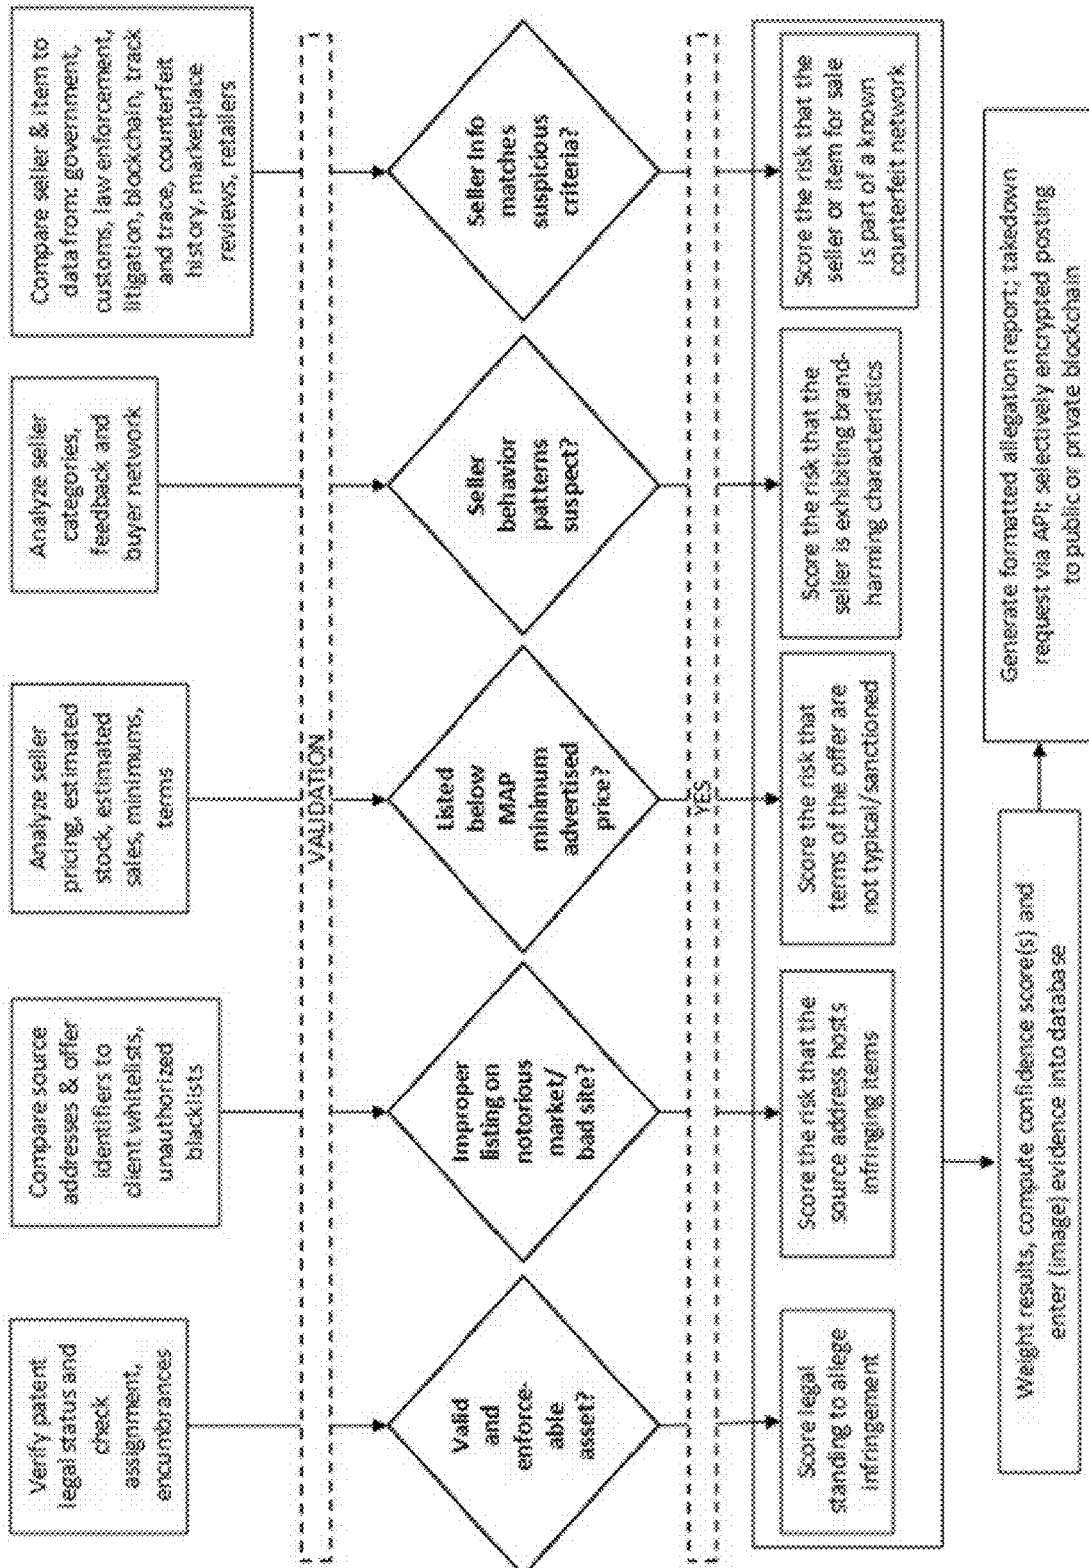 Verify patent
legal status and
check
assignment,
encumbrances
Compare source
addresses & offer
identifiers to
client whitelists,
unauthorized
blacklists
Analyze seller
pricing, estimated
stock, estimated
sales, minimums,
terms
Analyze seller
categories,
feedback and
buyer network
Compare seller & item to
data from: government,
customs, law enforcement,
litigation, blockchain, track
and trace, counterfeit
history, marketplace
reviews, retailers
VALIDATION
Valid
and
enforce-
able
asset?
Improper
listing on
notorious
market/
bad site?
Listed
below
MAP
minimum
advertised
price?
Seller
behavior
patterns
suspect?
Seller Info
matches
suspicious
criteria?
YES
Score legal
standing to allege
infringement
Score the risk that the
source address hosts
infringing items
Score the risk that
terms of the offer are
not typical/sanctioned
Score the risk that the
seller is exhibiting brand-
harming characteristics
Score the risk that the
seller or item for sale
is part of a known
counterfeit network
Weight results, compute confidence score(s) and
enter (image) evidence into database
Generate formatted allegation report; takedown
request via API; selectively encrypted posting
to public or private blockchain